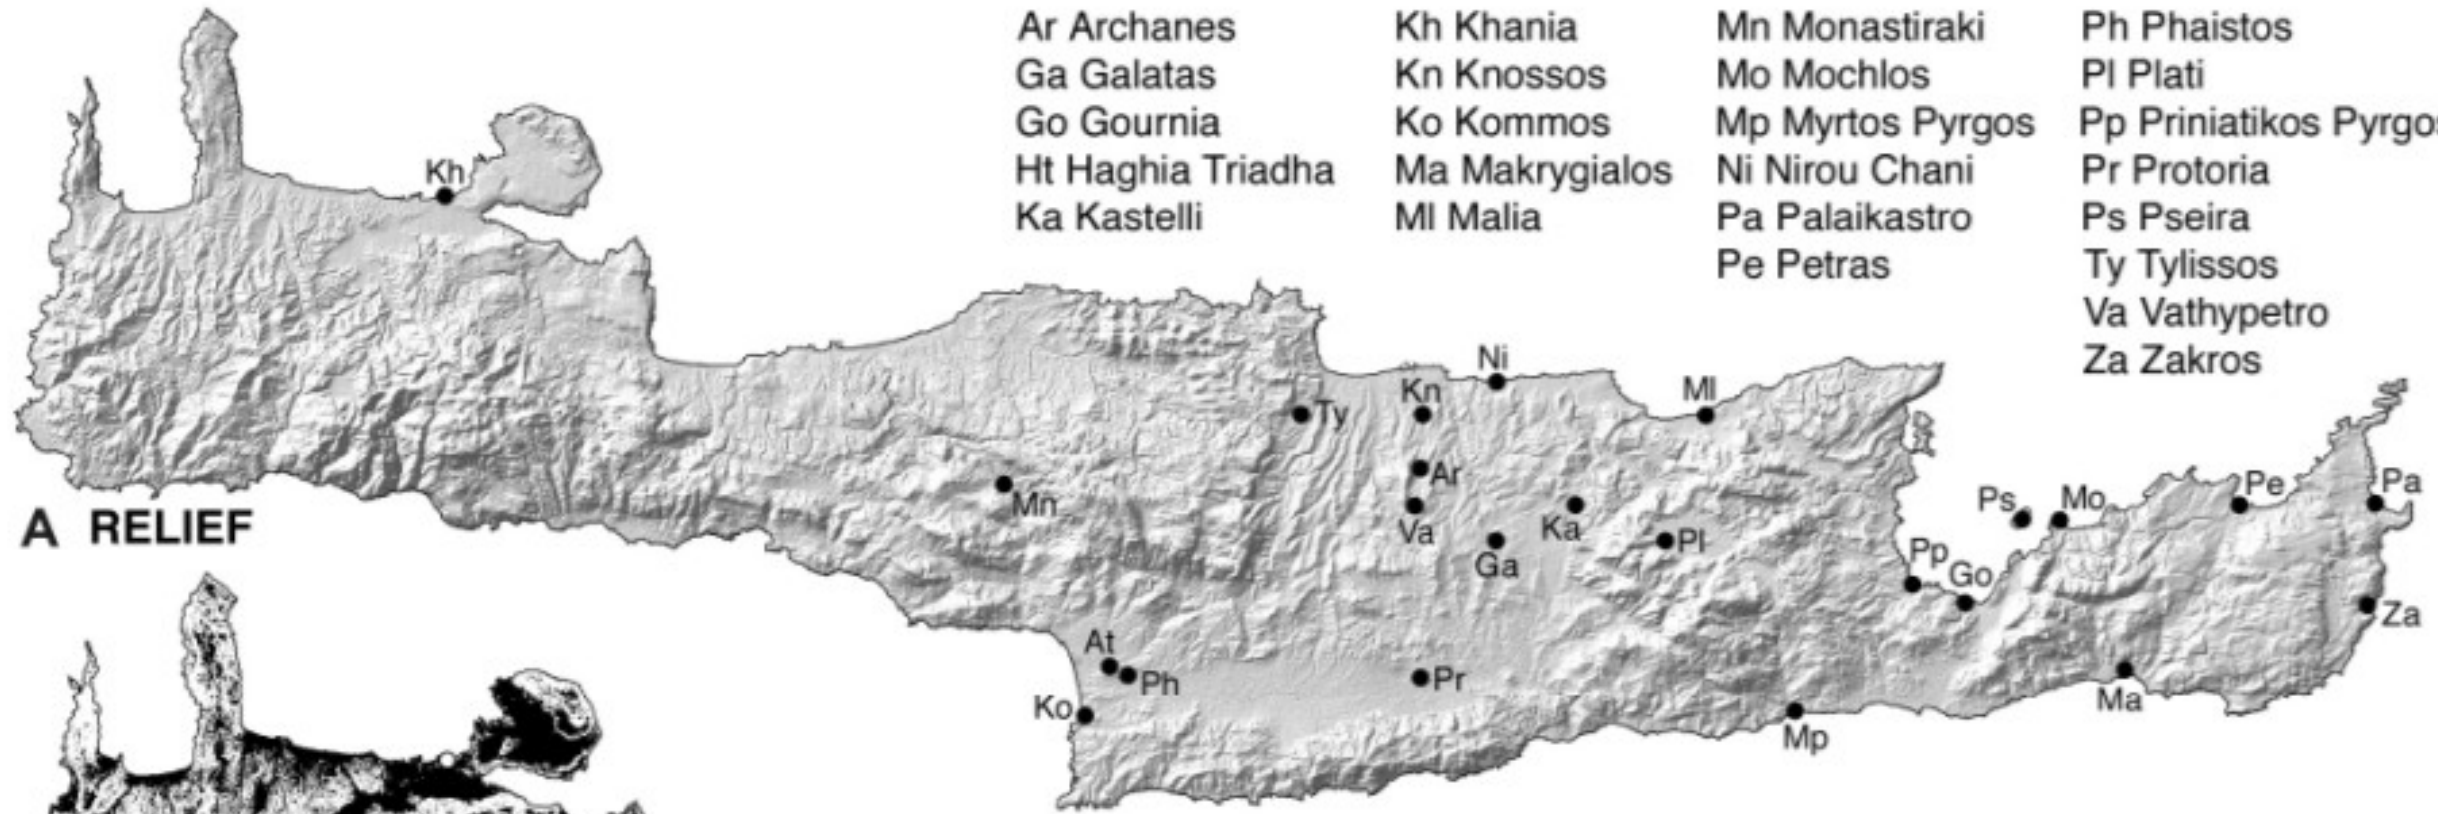 Ar Archanes
Ga Galatas
Go Gournia
Ht Haghia Triadha
Ka Kastelli
Kh Khania
Kn Knossos
Ko Kommos
Ma Makrygialos
Ml Malia
Mn Monastiraki
Mo Mochlos
Mp Myrtos Pyrgos
Ni Nirou Chani
Pa Palaikastro
Pe Petras
Ph Phaistos
Pl Plati
Pp Priniatikos Pyrgos
Pr Protoria
Ps Pseira
Ty Tylissos
Va Vathypetro
Za Zakros
Kh
Ni
Kn
Ml
Ty
Ar
Mn
Va
Ka
Ga
Pl
Ps
Mo
Pe
Pa
Pp
Go
Za
At
Ph
Pr
Ko
Ma
Mp
A RELIEF